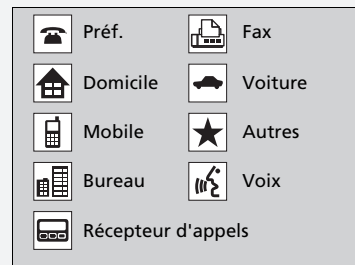 Préf. Fax
Domicile Voiture
Mobile Autres
Bureau Voix
Récepteur d'appels